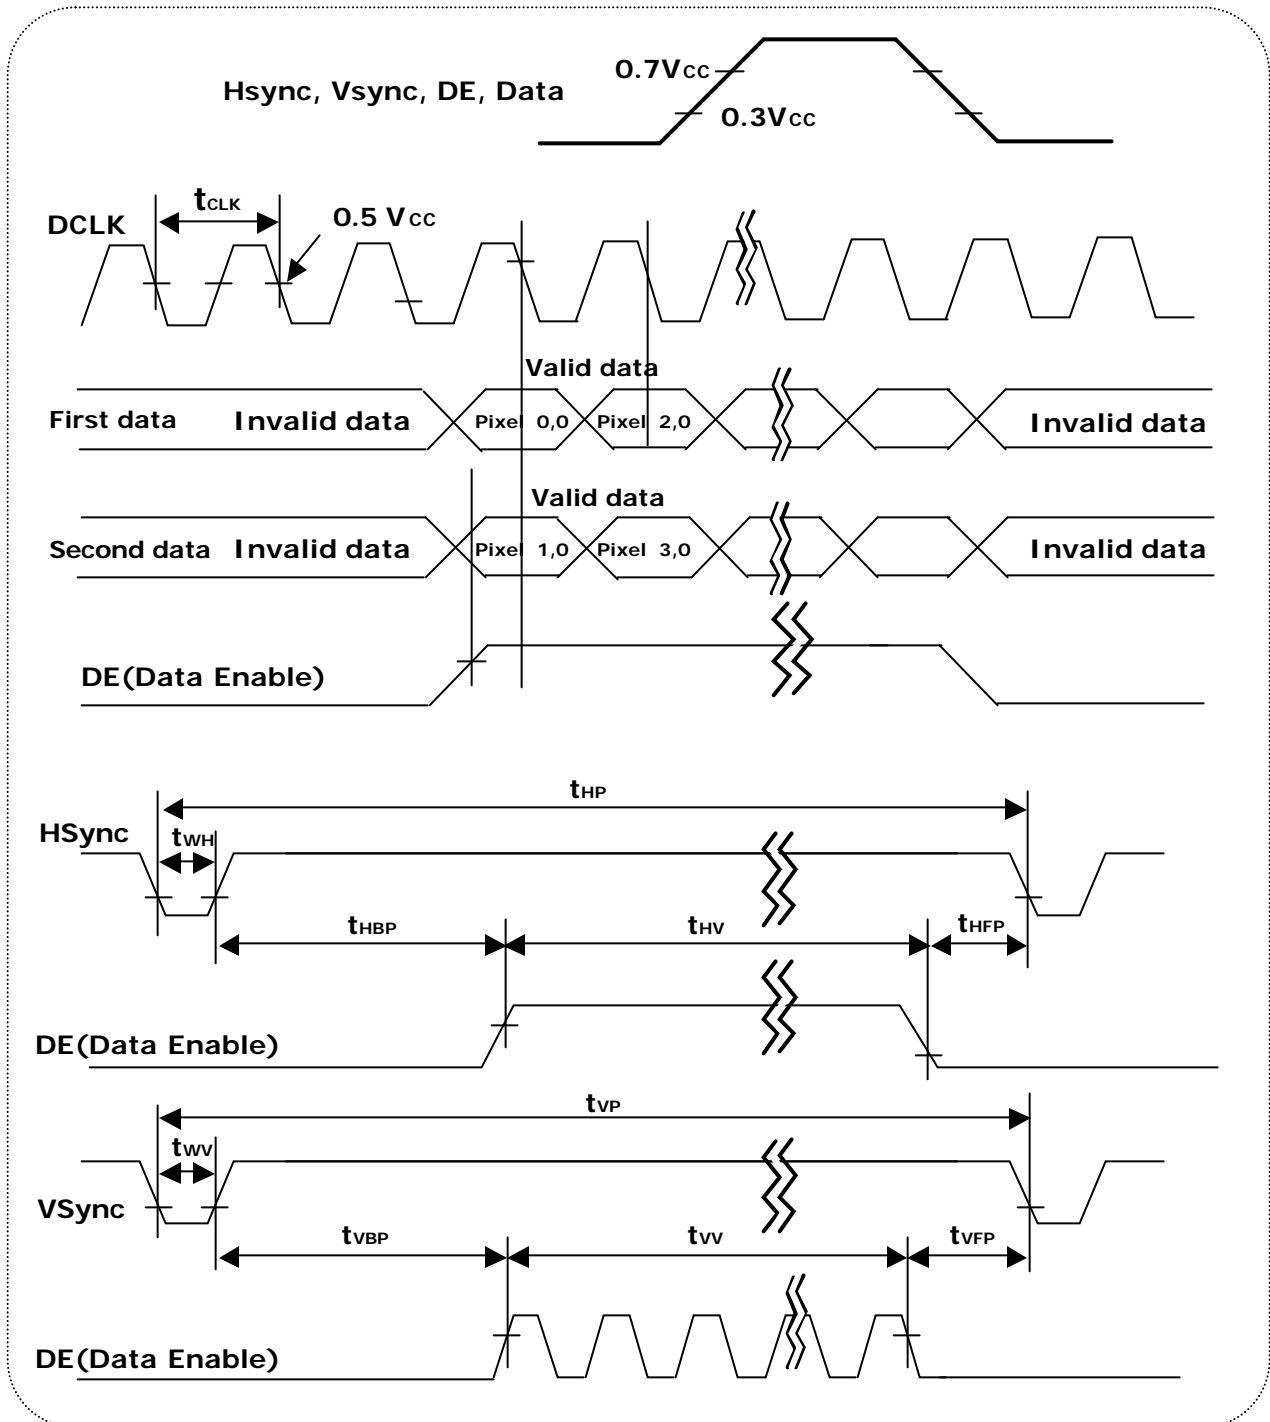 0.7VCC
Hsync, Vsync, DE, Data
0.3VCC
tCLK
0.5 VCC
DCLK
Valid data
First data Invalid data Pixel 0,0 Pixel 2,0 Invalid data
Valid data
Second data Invalid data Pixel 1,0 Pixel 3,0 Invalid data
DE(Data Enable)
tHP
HSync
tWH
tHBP tHV tHFP
DE(Data Enable)
tVP
tWV
VSync
tVBP tVV tVFP
DE(Data Enable)